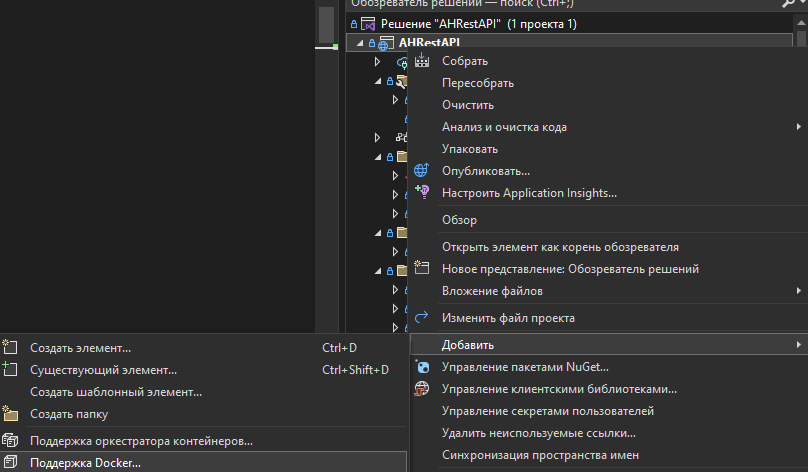 Обозреватель решений — поиск (Ctrl+;)
Решение "AHRestAPI" (1 проекта 1)
AHRestAPI
Собрать
Пересобрать
Очистить
Анализ и очистка кода
Упаковать
Опубликовать...
Настроить Application Insights...
Обзор
Открыть элемент как корень обозревателя
Новое представление: Обозреватель решений
Вложение файлов
Изменить файл проекта
Добавить
Управление пакетами NuGet...
Управление клиентскими библиотеками...
Управление секретами пользователей
Удалить неиспользуемые ссылки...
Синхронизация пространства имен
Создать элемент... Ctrl+D
Существующий элемент... Ctrl+Shift+D
Создать шаблонный элемент...
Создать папку
Поддержка оркестратора контейнеров...
Поддержка Docker...